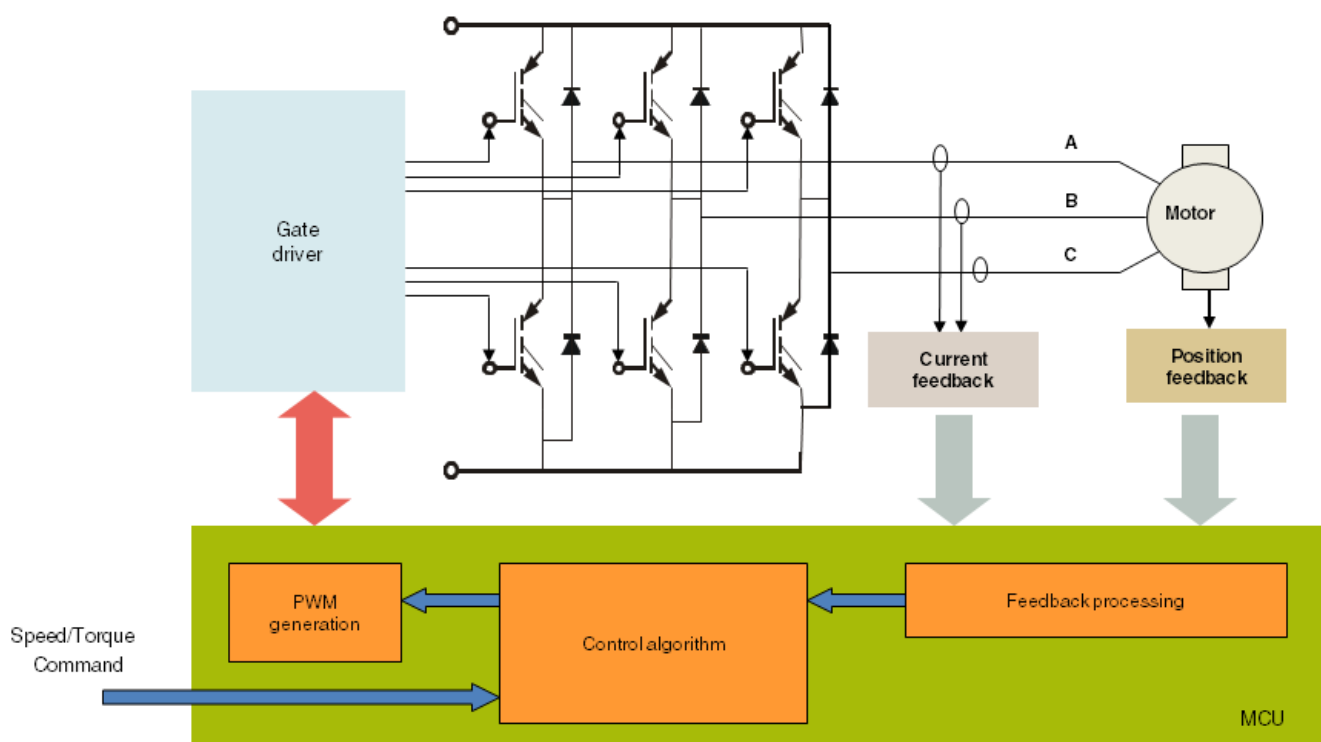 Gate
driver
A
B
C
Motor
Current
feedback
Position
feedback
PWM
generation
Control algorithm
Feedback processing
Speed/Torque
Command
MCU